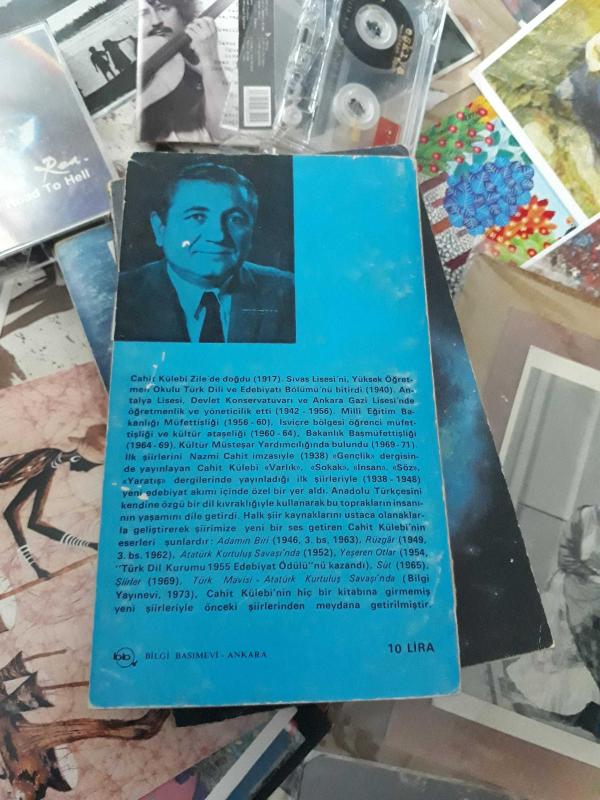 Rea.
Road To Hell
Cahit Külebi Zile'de doğdu (1917). Sıvas Lisesi'ni, Yüksek Öğret-
men Okulu Türk Dili ve Edebiyatı Bölümü'nü bitirdi (1940). An-
talya Lisesi, Devlet Konservatuvarı ve Ankara Gazi Lisesi'nde
öğretmenlik ve yöneticilik etti (1942 - 1956). Millî Eğitim Ba-
kanlığı Müfettişliği (1956 - 60), İsviçre bölgesi öğrenci müfet-
tişliği ve kültür ataşeliği (1960 - 64), Bakanlık Başmüfettişliği
(1964 - 69), Kültür Müsteşar Yardımcılığında bulundu (1969 - 71).
İlk şiirlerini Nazmi Cahit imzasıyle (1938) «Gençlik» dergisin-
de yayınlayan Cahit Külebi «Varlık», «Sokak», «İnsan», «Söz»,
«Yaratış» dergilerinde yayınladığı ilk şiirleriyle (1938 - 1948)
yeni edebiyat akımı içinde özel bir yer aldı. Anadolu Türkçesini
kendine özgü bir dil kıvraklığıyle kullanarak bu toprakların insanı-
nın yaşamını dile getirdi. Halk şiir kaynaklarını ustaca olanaklar-
la geliştirerek şiirimize yeni bir ses getiren Cahit Külebi'nin
eserleri şunlardır: Adamın Biri (1946, 3. bs, 1963), Rüzgâr (1949,
3. bs. 1962), Atatürk Kurtuluş Savaşı'nda (1952), Yeşeren Otlar (1954,
"Türk Dil Kurumu 1955 Edebiyat Ödülü"nü kazandı), Süt (1965),
Şiirler (1969). Türk Mavisi - Atatürk Kurtuluş Savaşı'nda (Bilgi
Yayınevi, 1973), Cahit Külebi'nin hiç bir kitabına girmemiş
yeni şiirleriyle önceki şiirlerinden meydana getirilmiştir.
BİLGİ BASIMEVİ - ANKARA
10 LİRA